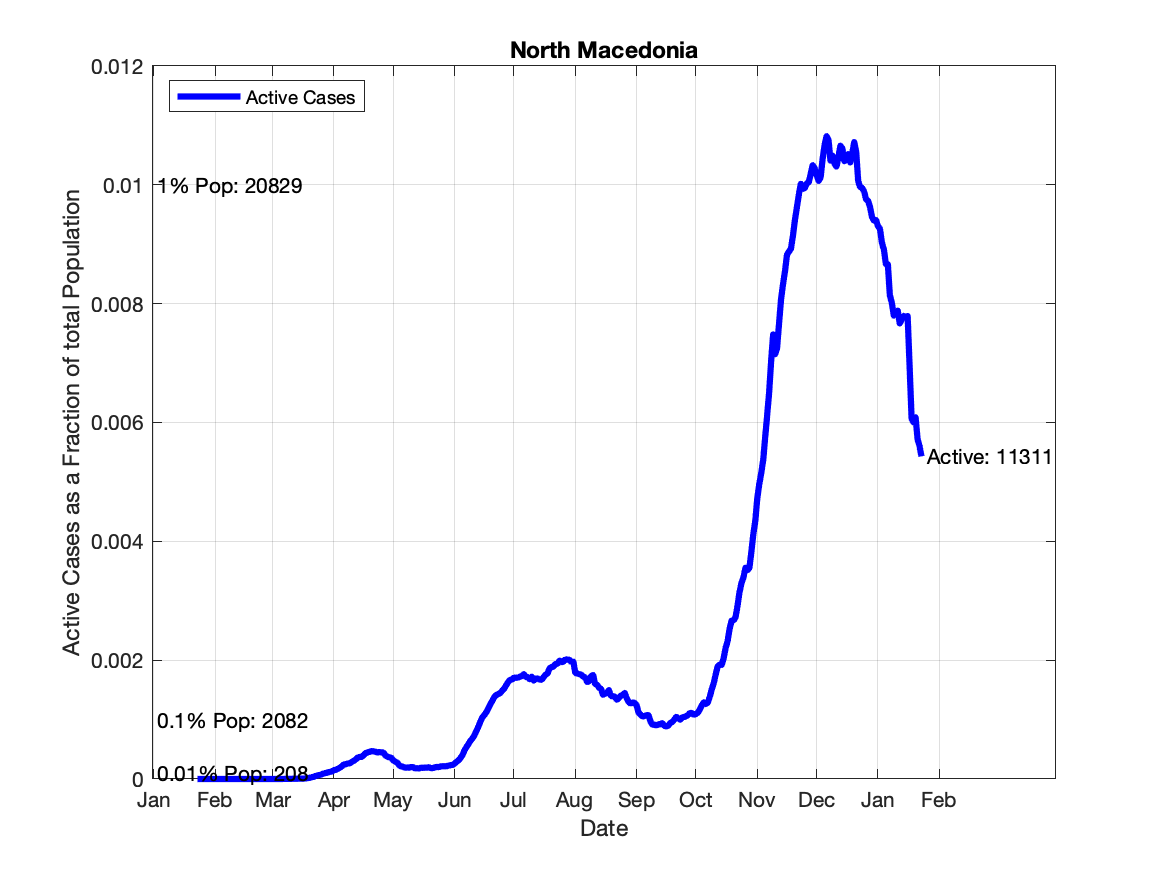 North Macedonia
0.012
Active Cases
0.01
1% Pop: 20829
0.008
0.006
Active: 11311
0.004
0.002
0.1% Pop: 2082
0.01% Pop: 208
0
Jan Feb Mar Apr May Jun Jul Aug Sep Oct Nov Dec Jan Feb
Date
Active Cases as a Fraction of total Population